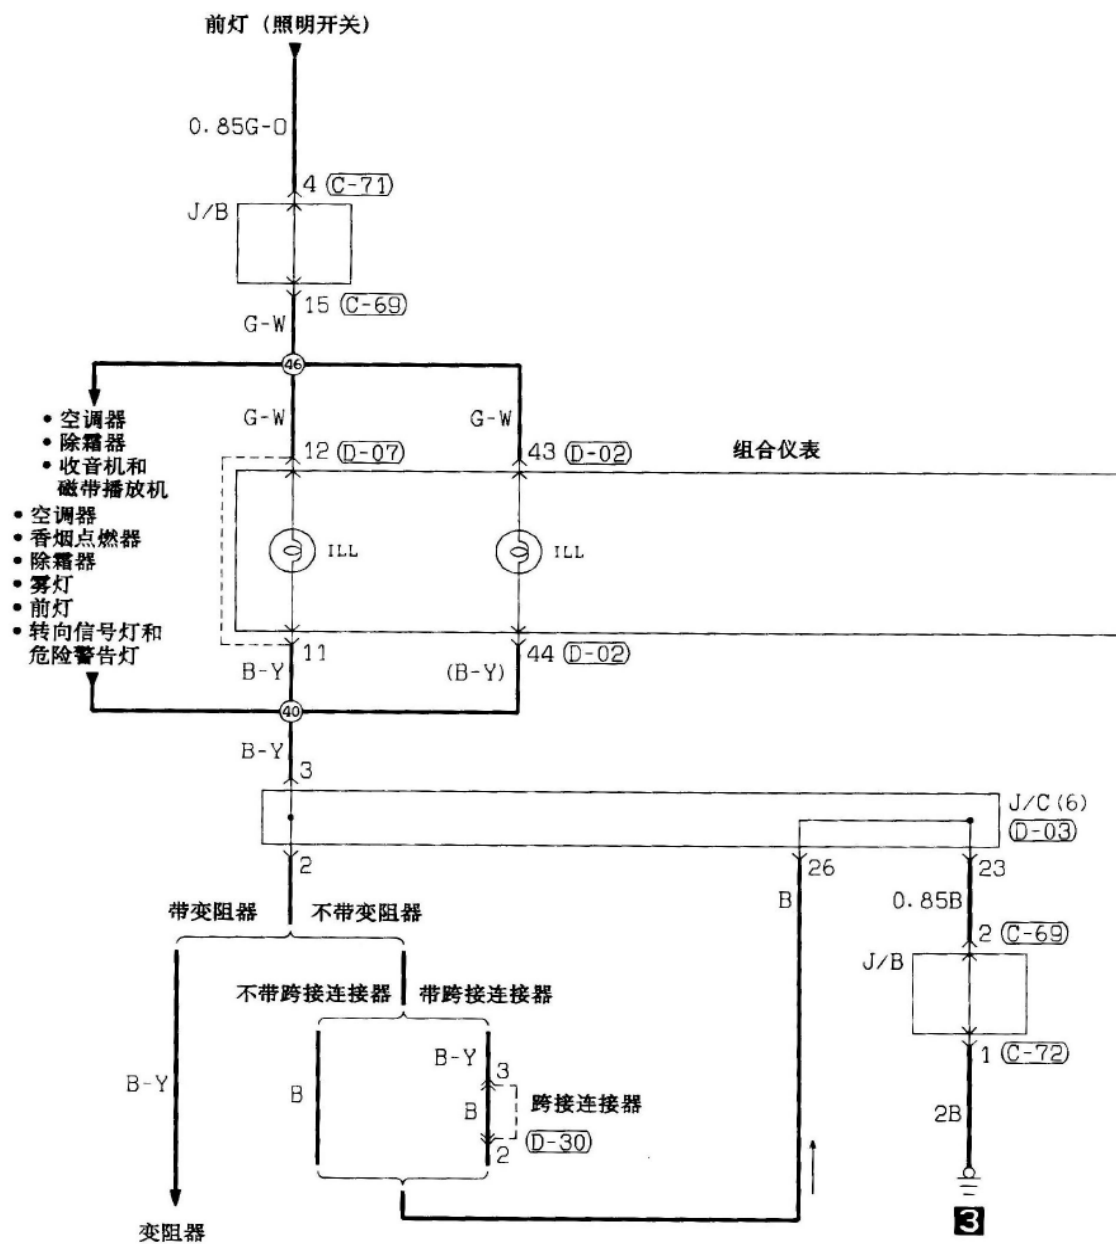 前灯 (照明开关)
0.85G-O
4 (C-71)
J/B
15 (C-69)
G-W
46
• 空调器
• 除霜器
• 收音机和
磁带播放机
G-W
G-W
12 (D-07)
43 (D-02)
组合仪表
• 空调器
• 香烟点燃器
• 除霜器
• 雾灯
• 前灯
• 转向信号灯和
危险警告灯
ILL
ILL
11
44 (D-02)
B-Y
(B-Y)
40
B-Y
3
J/C (6)
(D-03)
2
26
23
B
0.85B
带变阻器
不带变阻器
2 (C-69)
J/B
不带跨接连接器
带跨接连接器
1 (C-72)
B-Y
B-Y
3
B
B
跨接连接器
(D-30)
2
2B
变阻器
3